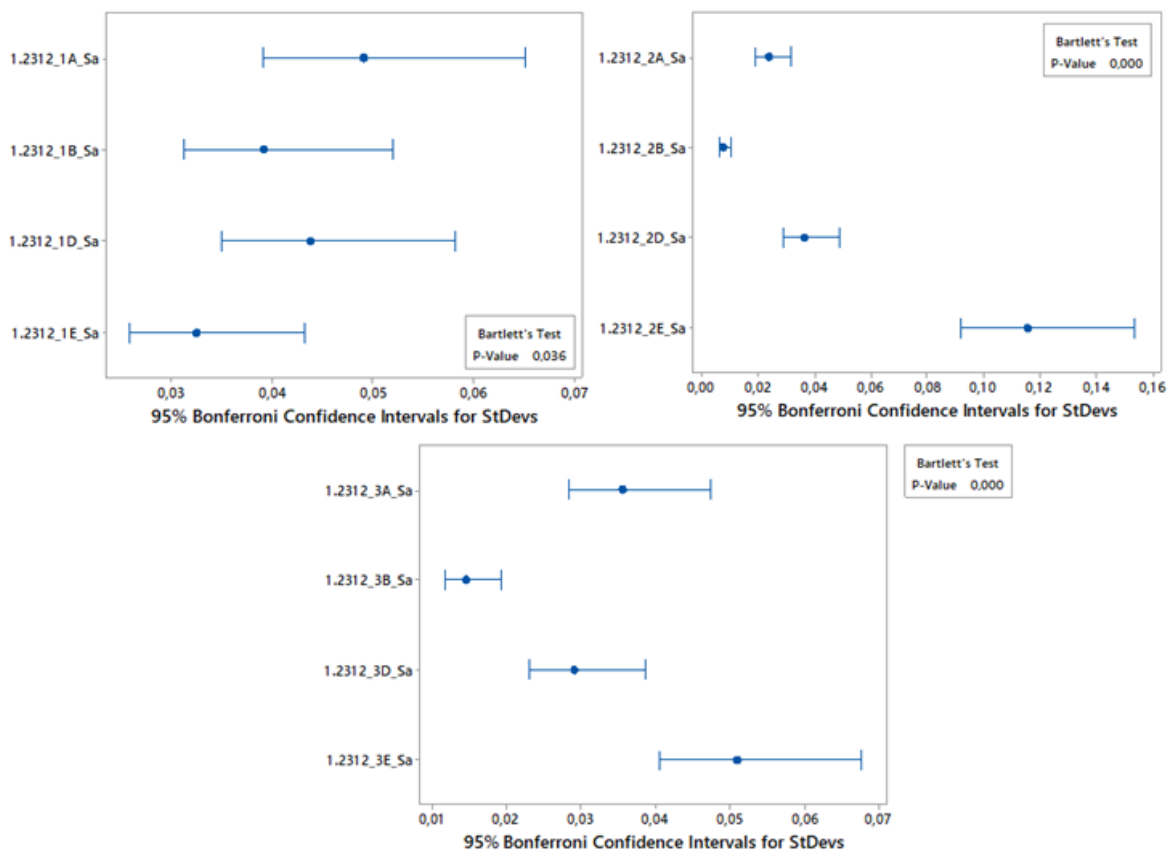 1.2312_1A_Sa
1.2312_1B_Sa
1.2312_1D_Sa
1.2312_1E_Sa
Bartlett's Test
P-Value 0,036
0,03 0,04 0,05 0,06 0,07
95% Bonferroni Confidence Intervals for StDevs
1.2312_2A_Sa
1.2312_2B_Sa
1.2312_2D_Sa
1.2312_2E_Sa
Bartlett's Test
P-Value 0,000
0,00 0,02 0,04 0,06 0,08 0,10 0,12 0,14 0,16
95% Bonferroni Confidence Intervals for StDevs
1.2312_3A_Sa
1.2312_3B_Sa
1.2312_3D_Sa
1.2312_3E_Sa
Bartlett's Test
P-Value 0,000
0,01 0,02 0,03 0,04 0,05 0,06 0,07
95% Bonferroni Confidence Intervals for StDevs